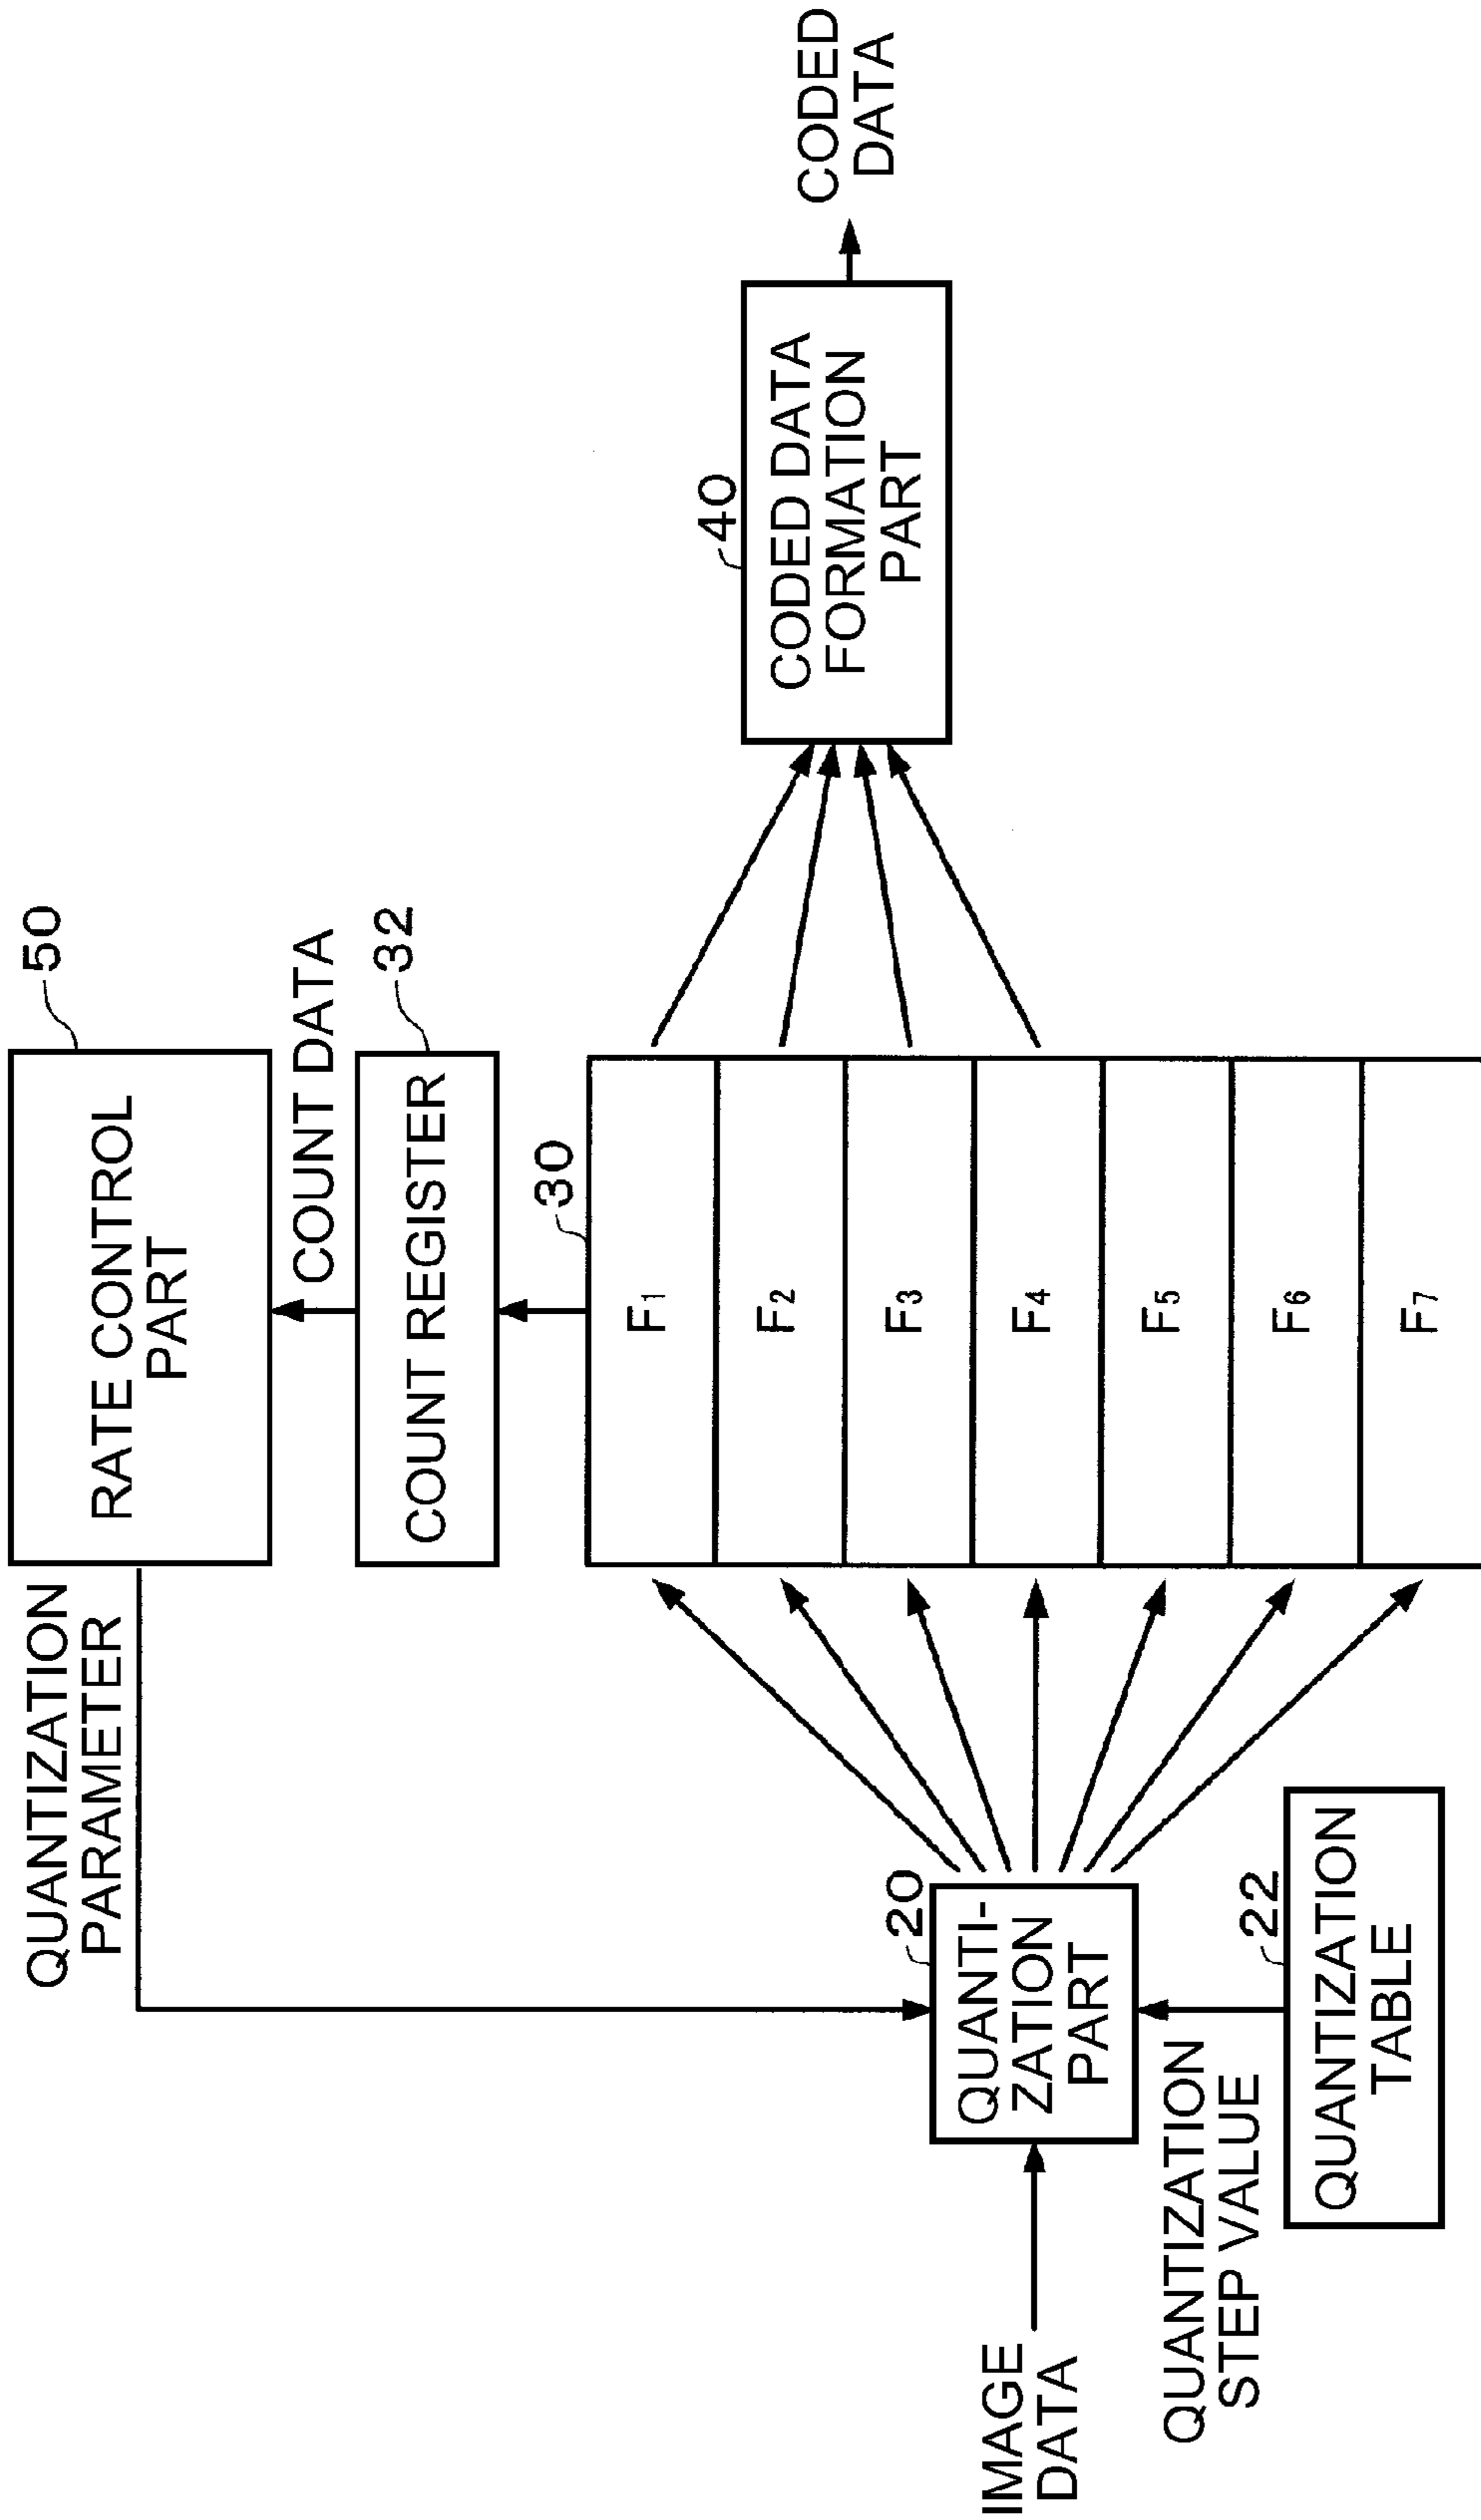 QUANTIZATION
PARAMETER
RATE CONTROL
PART
50
COUNT DATA
COUNT REGISTER
32
30
F1
F2
F3
F4
F5
F6
F7
40
CODED DATA
FORMATION
PART
CODED
DATA
20
QUANTI-
ZATION
PART
IMAGE
DATA
QUANTIZATION
STEP VALUE
22
QUANTIZATION
TABLE